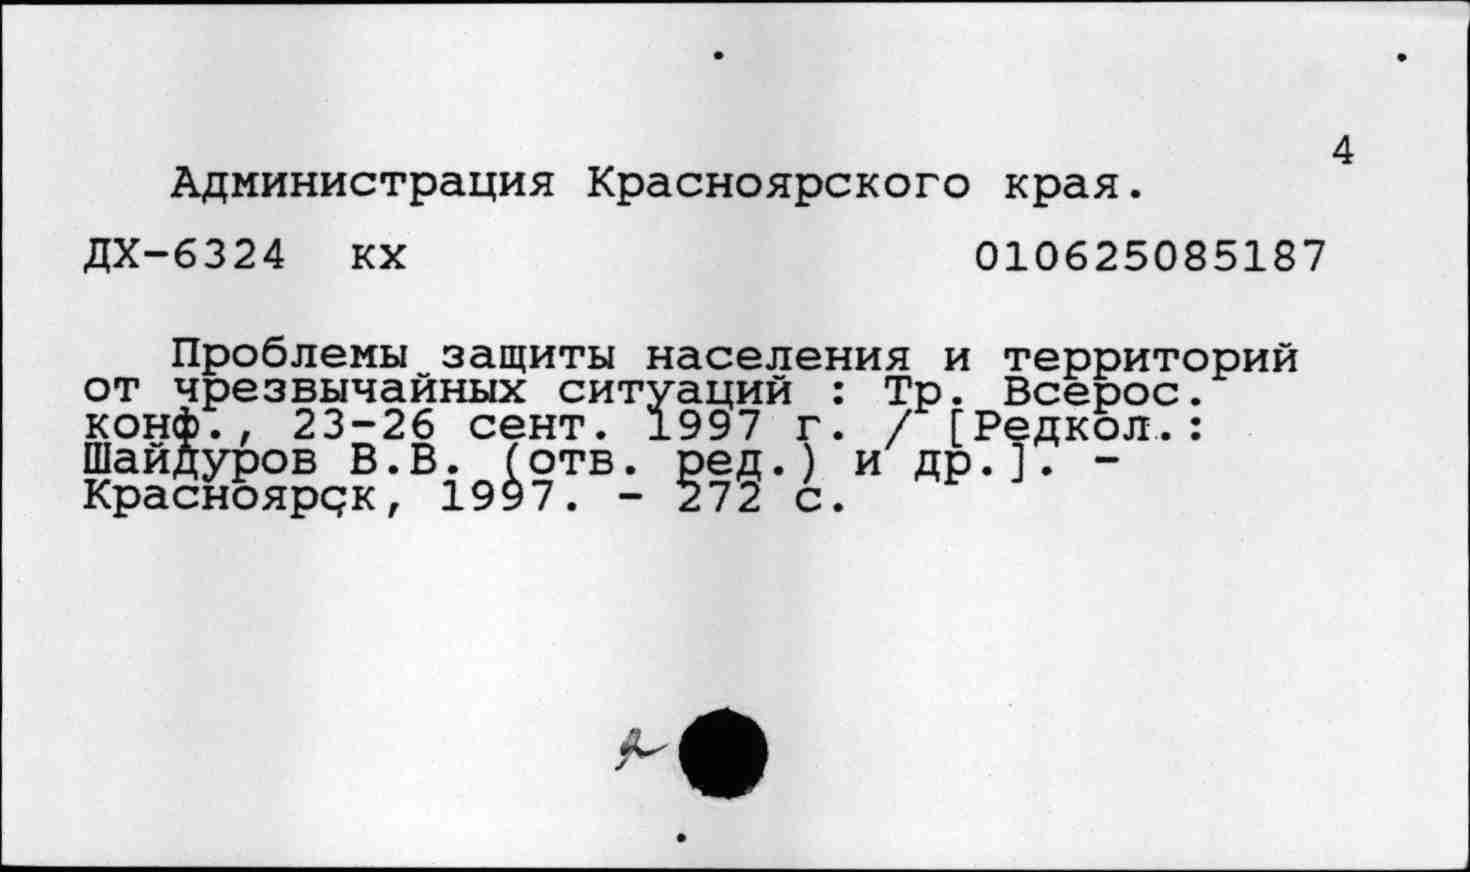 4
Администрация Красноярского края.
ДХ-6324 кх 010625085187
Проблемы защиты населения и территорий
от чрезвычайных ситуаций : Тр. Всерос.
конф., 23-26 сент. 1997 г. / [Редкол.:
Шайдуров В.В. (отв. ред.) и др.]. -
Красноярск, 1997. - 272 с.